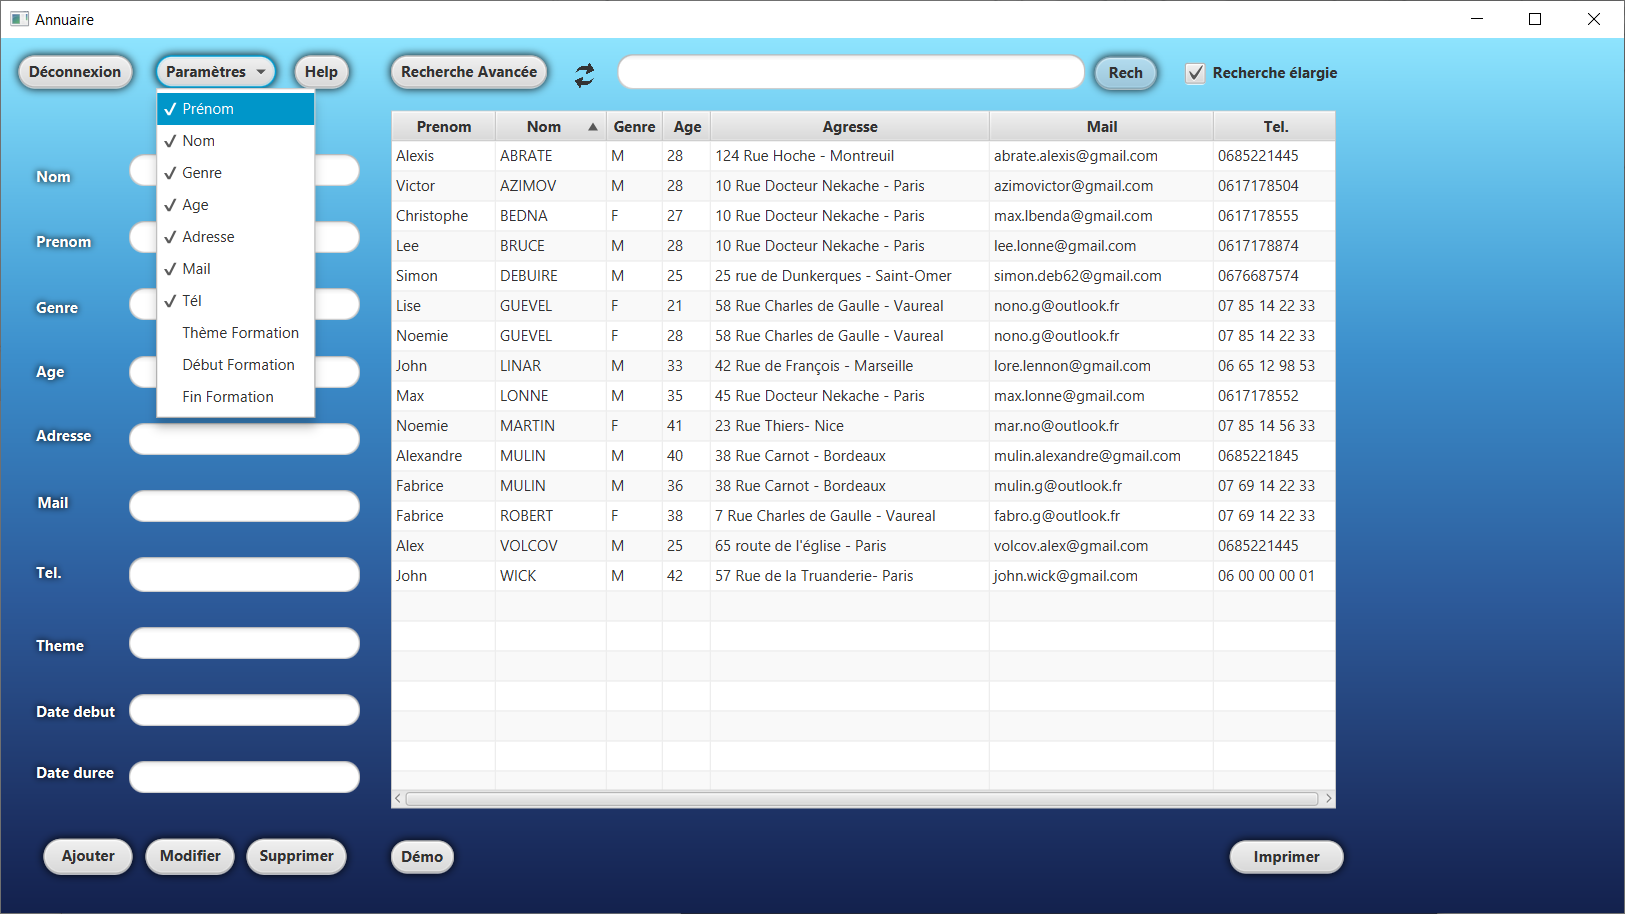 Annuaire
Déconnexion Paramètres Help Recherche Avancée Rech Recherche élargie
Prénom
Nom
Genre
Age
Adresse
Mail
Tél
Thème Formation
Début Formation
Fin Formation
Nom
Prenom
Genre
Age
Adresse
Mail
Tel.
Theme
Date debut
Date duree
Prenom Nom Genre Age Agresse Mail Tel.
Alexis ABRATE M 28 124 Rue Hoche - Montreuil abrate.alexis@gmail.com 0685221445
Victor AZIMOV M 28 10 Rue Docteur Nekache - Paris azimovictor@gmail.com 0617178504
Christophe BEDNA F 27 10 Rue Docteur Nekache - Paris max.lbenda@gmail.com 0617178555
Lee BRUCE M 28 10 Rue Docteur Nekache - Paris lee.lonne@gmail.com 0617178874
Simon DEBUIRE M 25 25 rue de Dunkerques - Saint-Omer simon.deb62@gmail.com 0676687574
Lise GUEVEL F 21 58 Rue Charles de Gaulle - Vaureal nono.g@outlook.fr 07 85 14 22 33
Noemie GUEVEL F 28 58 Rue Charles de Gaulle - Vaureal nono.g@outlook.fr 07 85 14 22 33
John LINAR M 33 42 Rue de François - Marseille lore.lennon@gmail.com 06 65 12 98 53
Max LONNE M 35 45 Rue Docteur Nekache - Paris max.lonne@gmail.com 0617178552
Noemie MARTIN F 41 23 Rue Thiers- Nice mar.no@outlook.fr 07 85 14 56 33
Alexandre MULIN M 40 38 Rue Carnot - Bordeaux mulin.alexandre@gmail.com 0685221845
Fabrice MULIN M 36 38 Rue Carnot - Bordeaux mulin.g@outlook.fr 07 69 14 22 33
Fabrice ROBERT F 38 7 Rue Charles de Gaulle - Vaureal fabro.g@outlook.fr 07 69 14 22 33
Alex VOLCOV M 25 65 route de l'église - Paris volcov.alex@gmail.com 0685221445
John WICK M 42 57 Rue de la Truanderie- Paris john.wick@gmail.com 06 00 00 00 01
Ajouter Modifier Supprimer Démo Imprimer